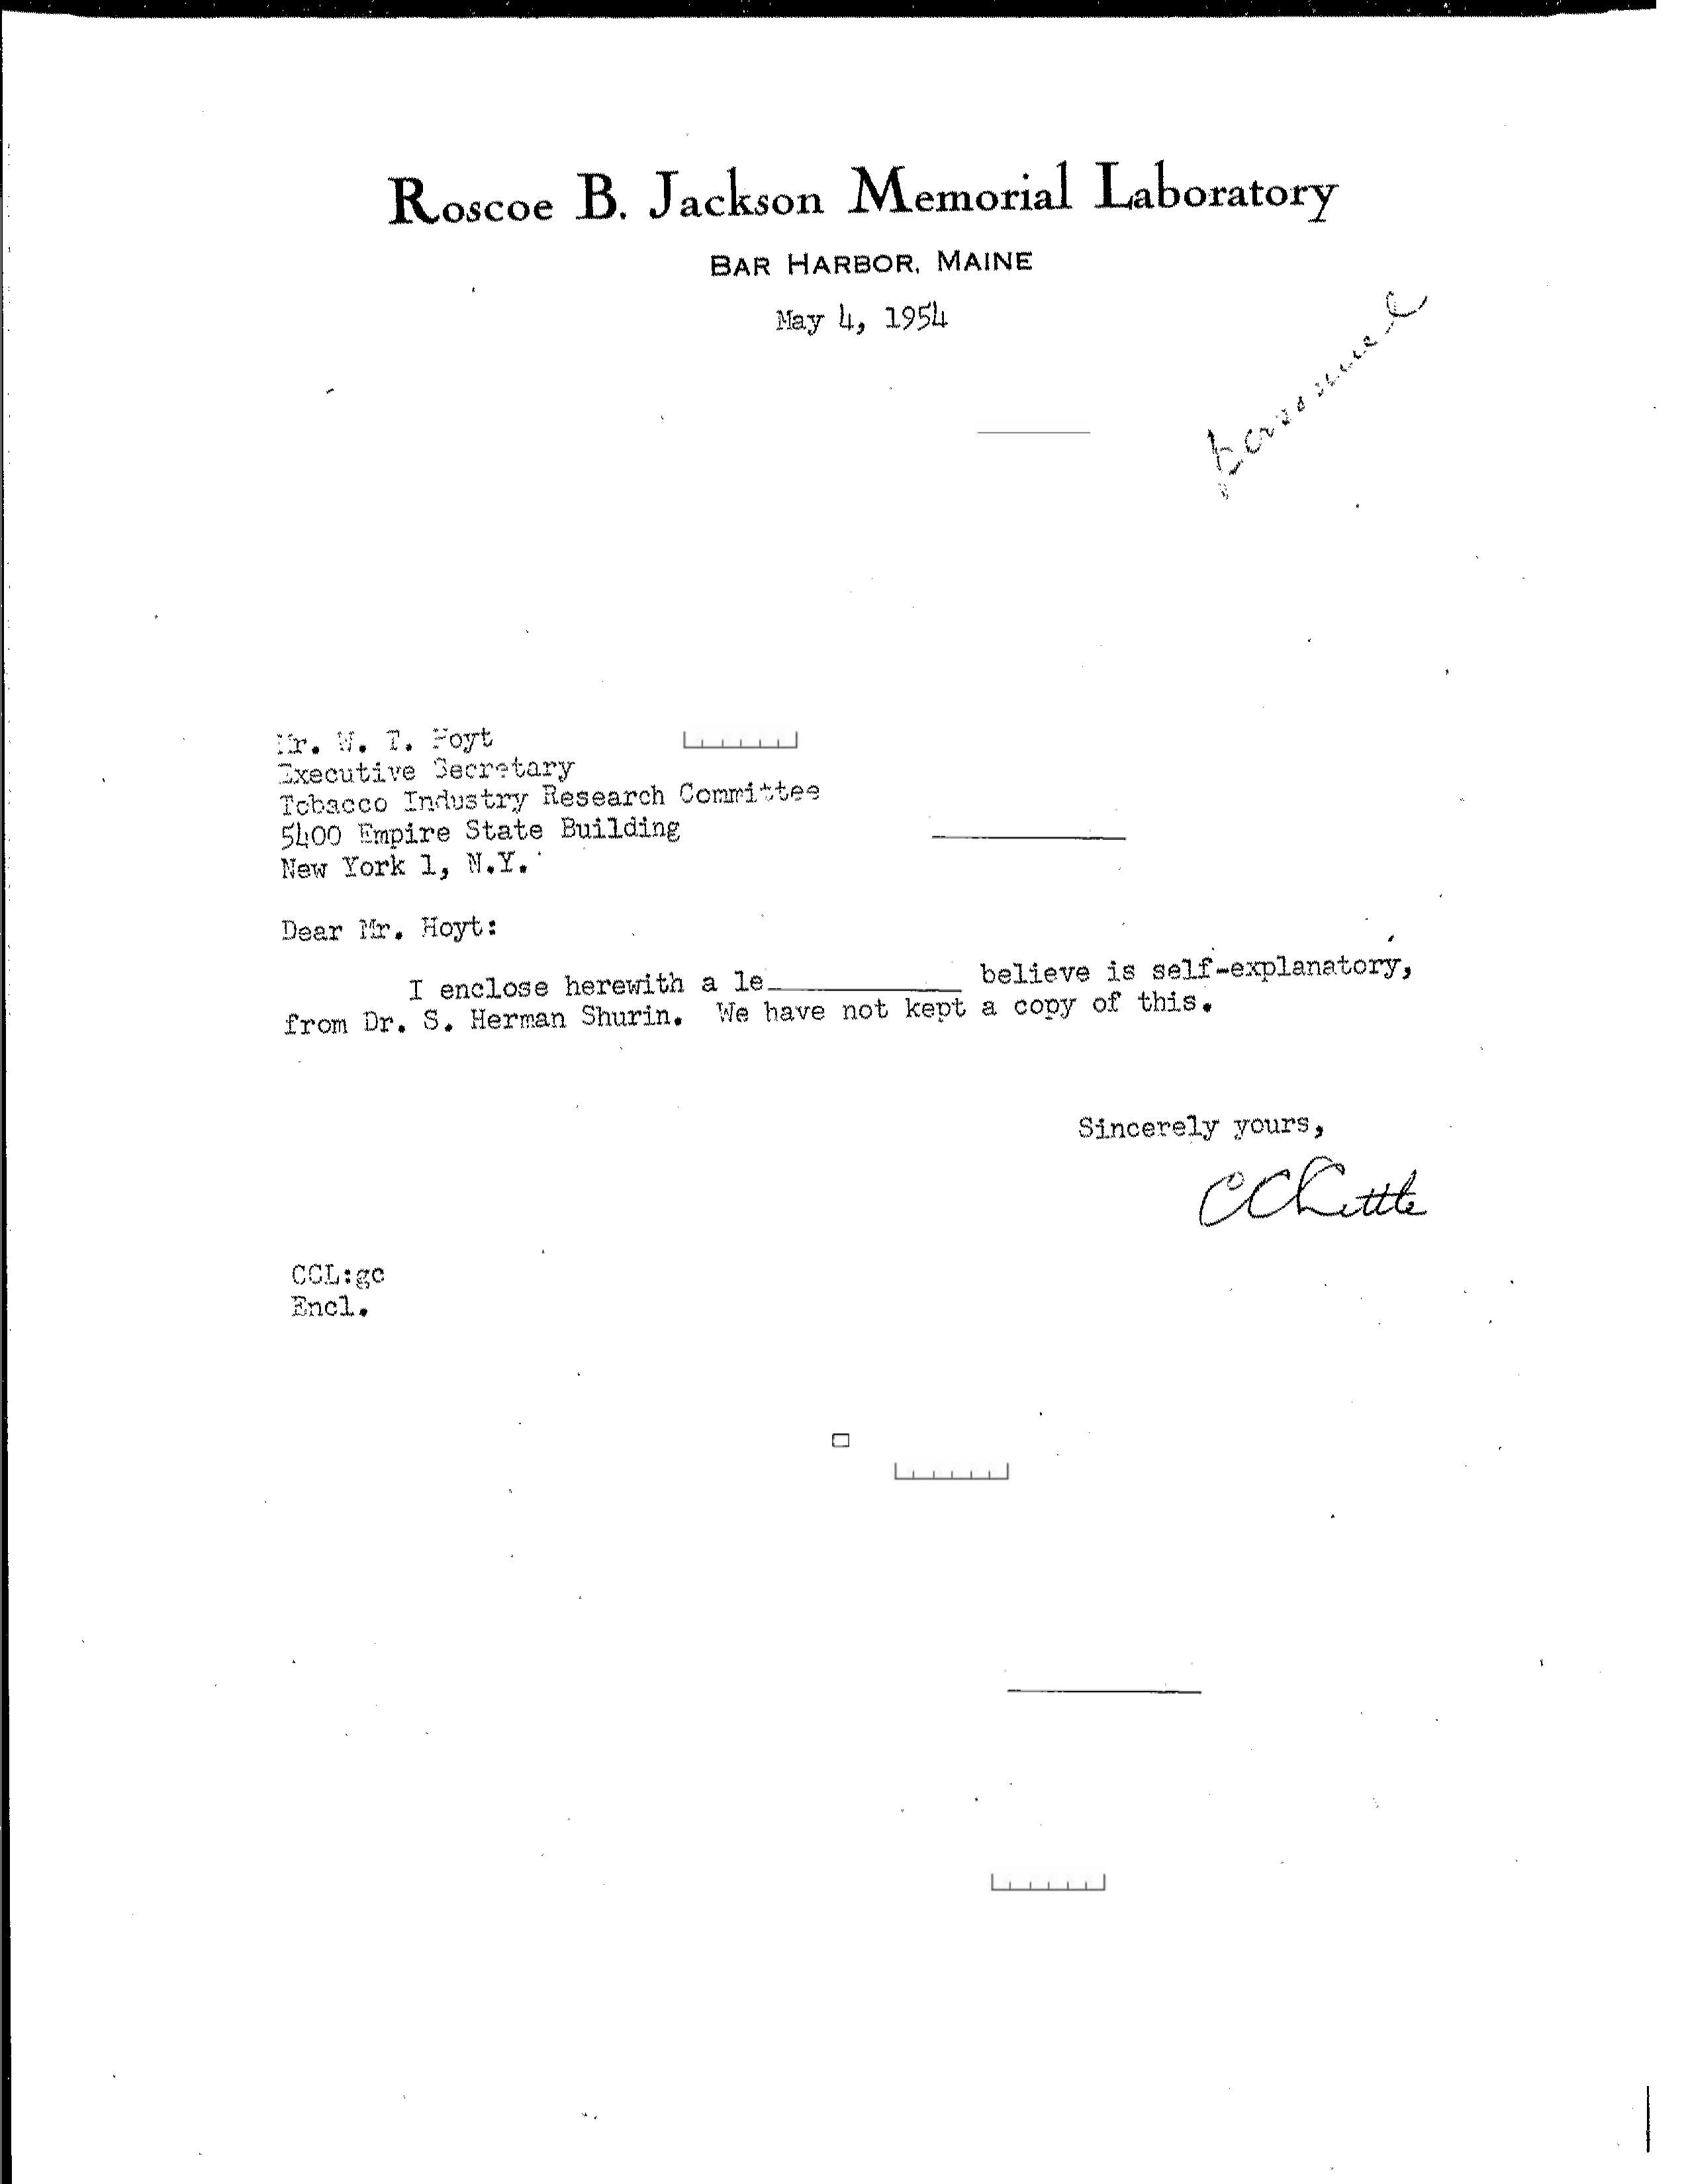 Roscoe B. Jackson Memorial Laboratory
BAR HARBOR, MAINE
May 4, 1954
personnel
Mr. W. T. Hoyt
Executive Secretary
Tobacco Industry Research Committee
5400 Empire State Building
New York 1, N.Y.
Dear Mr. Hoyt:
I enclose herewith a le believe is self-explanatory,
from Dr. S. Herman Shurin. We have not kept a copy of this.
Sincerely yours,
CCLittle
CCL:gc
Encl.